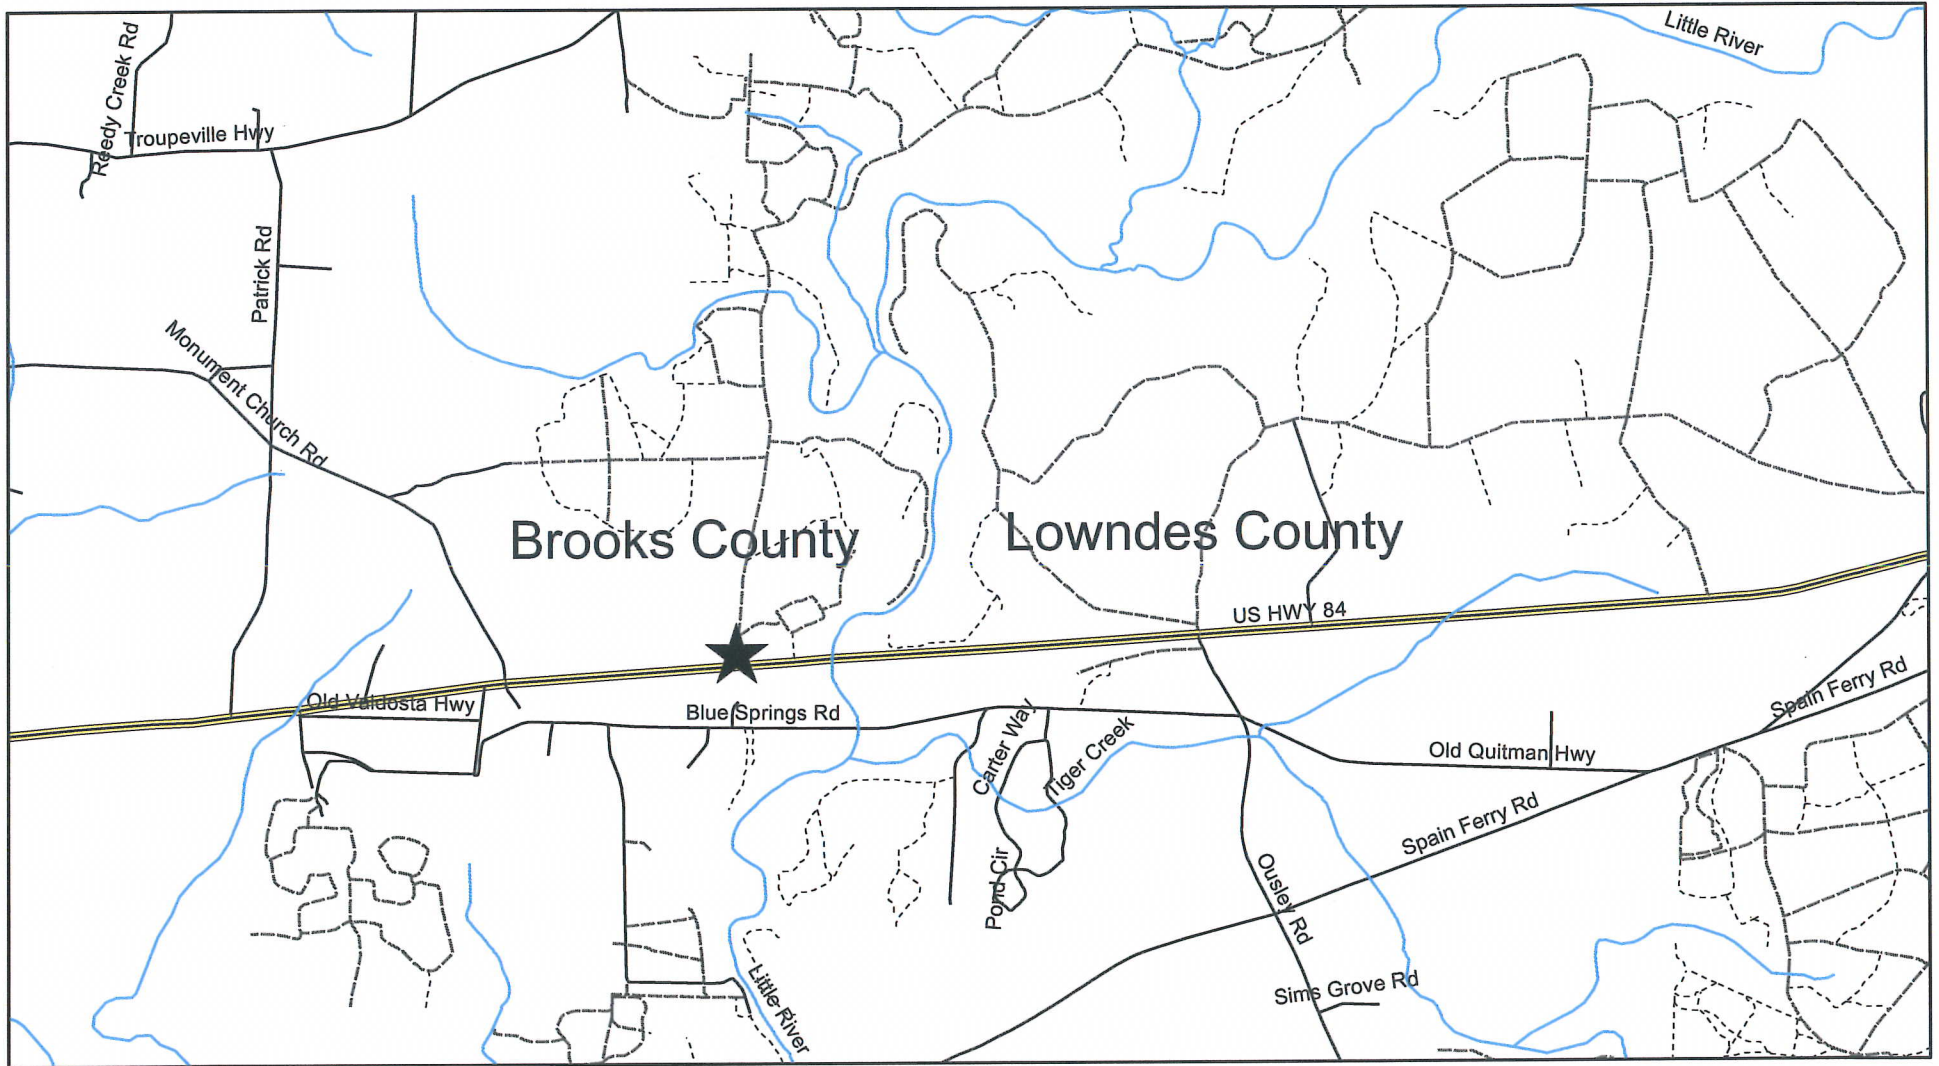 Little River
Reedy Creek Rd
Troupeville Hwy
Patrick Rd
Monument Church Rd
Brooks County
Lowndes County
US HWY 84
Old Valdosta Hwy
Blue Springs Rd
Carter Way
Tiger Creek
Spain Ferry Rd
Old Quitman Hwy
Spain Ferry Rd
Pond Cir
Ousley Rd
Little River
Sims Grove Rd